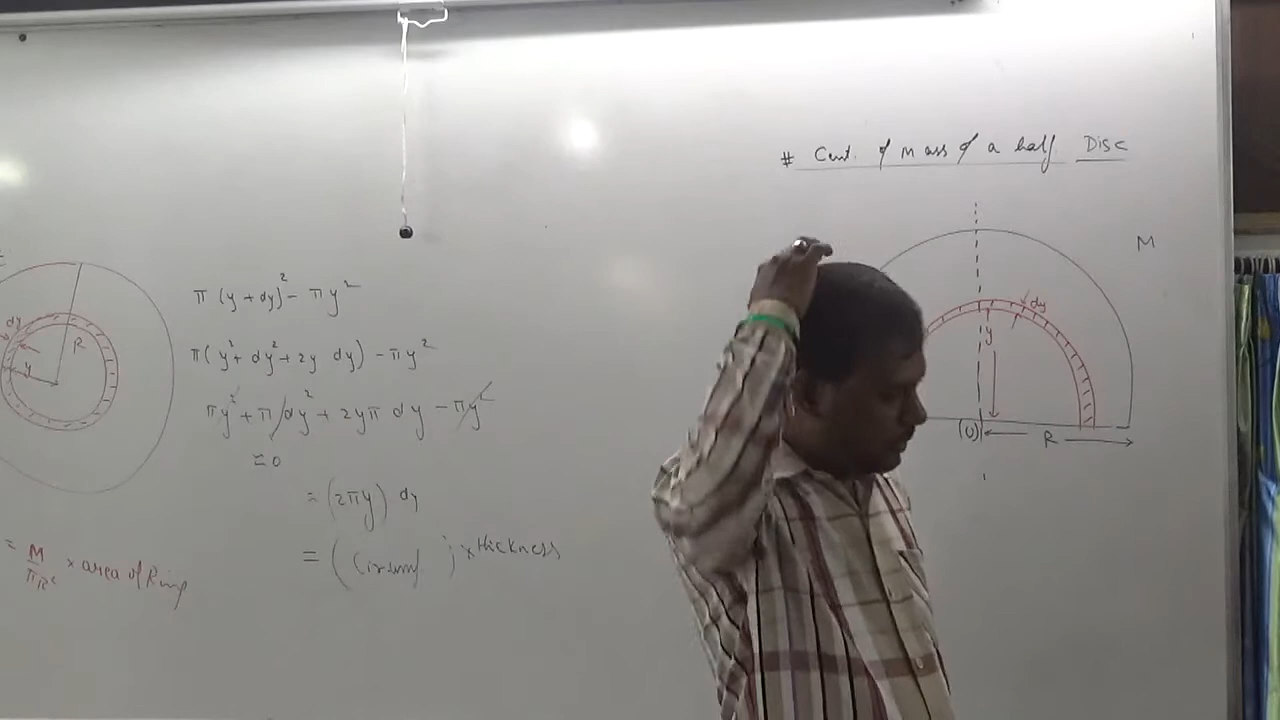 # Cent. of Mass of a half Disc
M
dy
y
(0)
R
dy
R
y
π (y + dy)² - πy²
π(y² + dy² + 2y dy) - πy²
πy² + π dy² + 2yπ dy - πy²
≈ 0
≈ (2πy) dy
= (Circumf ) × thickness
= M/πR² × area of Ring